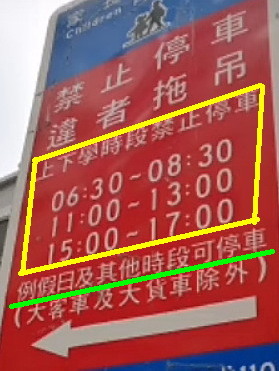 Children
禁止停車
違者拖吊
上下學時段禁止停車
06:30~08:30
11:00~13:00
15:00~17:00
例假日及其他時段可停車
(大客車及大貨車除外)